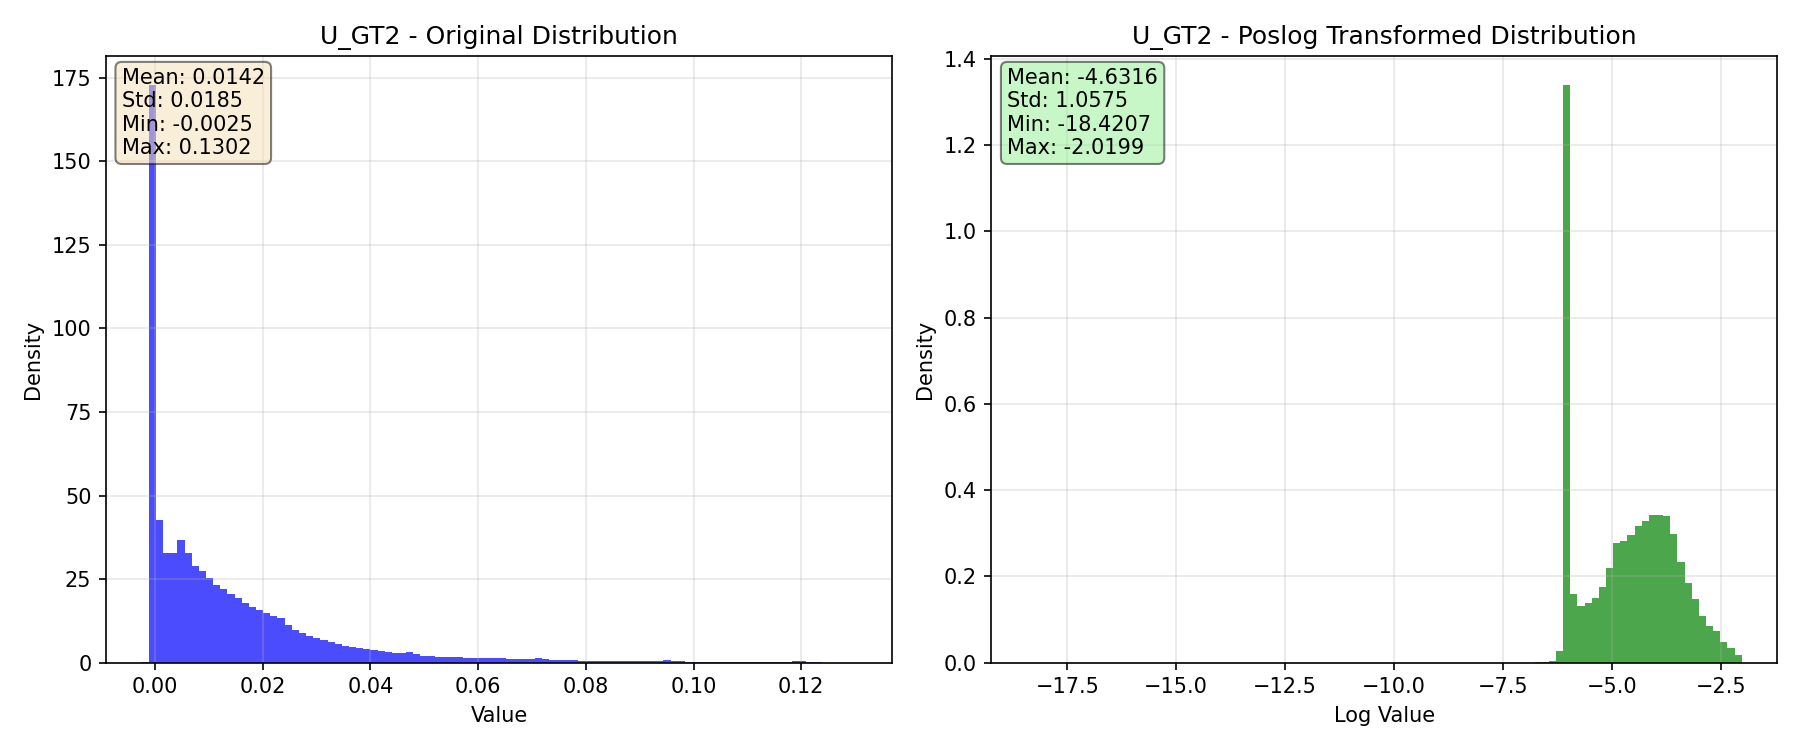 U_GT2 - Original Distribution
Mean: 0.0142
Std: 0.0185
Min: -0.0025
Max: 0.1302
175
150
125
100
75
50
25
0
Density
0.00 0.02 0.04 0.06 0.08 0.10 0.12
Value
U_GT2 - Poslog Transformed Distribution
Mean: -4.6316
Std: 1.0575
Min: -18.4207
Max: -2.0199
1.4
1.2
1.0
0.8
0.6
0.4
0.2
0.0
Density
−17.5 −15.0 −12.5 −10.0 −7.5 −5.0 −2.5
Log Value